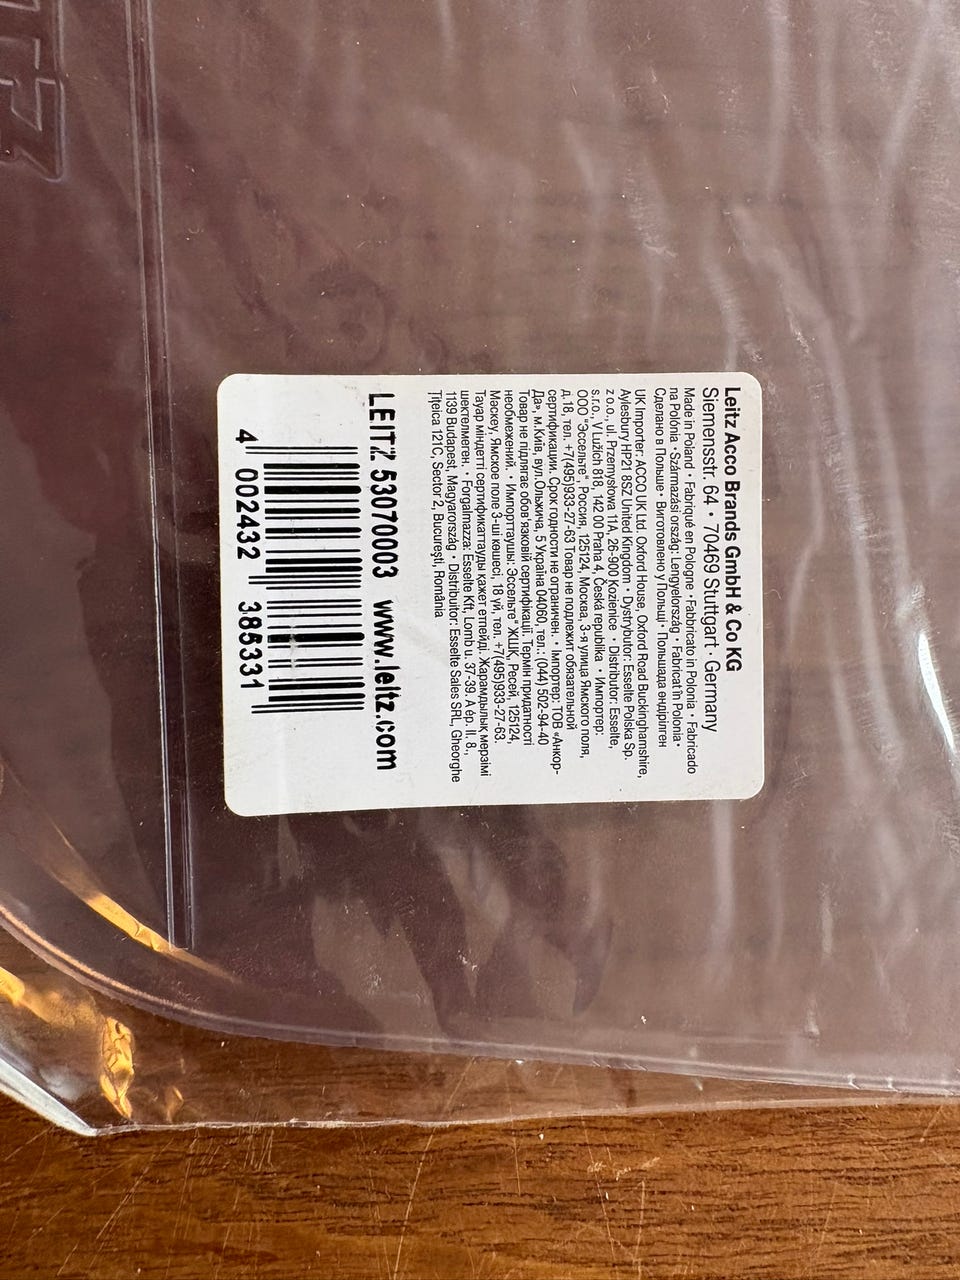 Leitz Acco Brands GmbH & Co KG
Siemensstr. 64 • 70469 Stuttgart · Germany
Made in Poland • Fabriqué en Pologne • Fabbricato in Polonia • Fabricado
na Polónia •Származási ország: Lengyelország • Fabricat în Polonia•
Сделано в Польше • Виготовлено у Польщі • Польшада өндірілген
UK Importer: ACCO UK Ltd. Oxford House, Oxford Road Buckinghamshire,
Aylesbury HP21 8SZ United Kingdom • Dystrybutor: Esselte Polska Sp.
z o.o., ul. Przemysłowa 11A, 26-900 Kozienice • Distributor: Esselte,
s.r.o., V Lužích 818, 142 00 Praha 4, Česká republika • Импортер:
ООО "Эссельте", Россия, 125124, Москва, 3-я улица Ямского поля,
д.18, тел. +7(495)933-27-63 Товар не подлежит обязательной
сертификации. Срок годности не ограничен. • Імпортер: ТОВ «Анкор-
Да», м.Київ, вул.Ольжича, 5 Україна 04060, тел.: (044) 502-94-40
Товар не підлягає обов'язковій сертифікації. Термін придатності
необмежений. • Импорттаушы: Эссельте" ЖШҚ, Ресей, 125124,
Мәскеу, Ямское поле 3-ші көшесі, 18 үй, тел. +7(495)933-27-63.
Тауар міндетті сертификаттауды қажет етпейді. Жарамдылық мерзімі
шектелмеген. • Forgalmazza: Esselte Kft, Lomb u. 37-39. A ép. II. 8.,
1139 Budapest, Magyarország • Distribuitor: Esselte Sales SRL, Gheorghe
Țițeica 121C, Sector 2, București, România
LEITZ 53070003 www.leitz.com
4 002432 385331